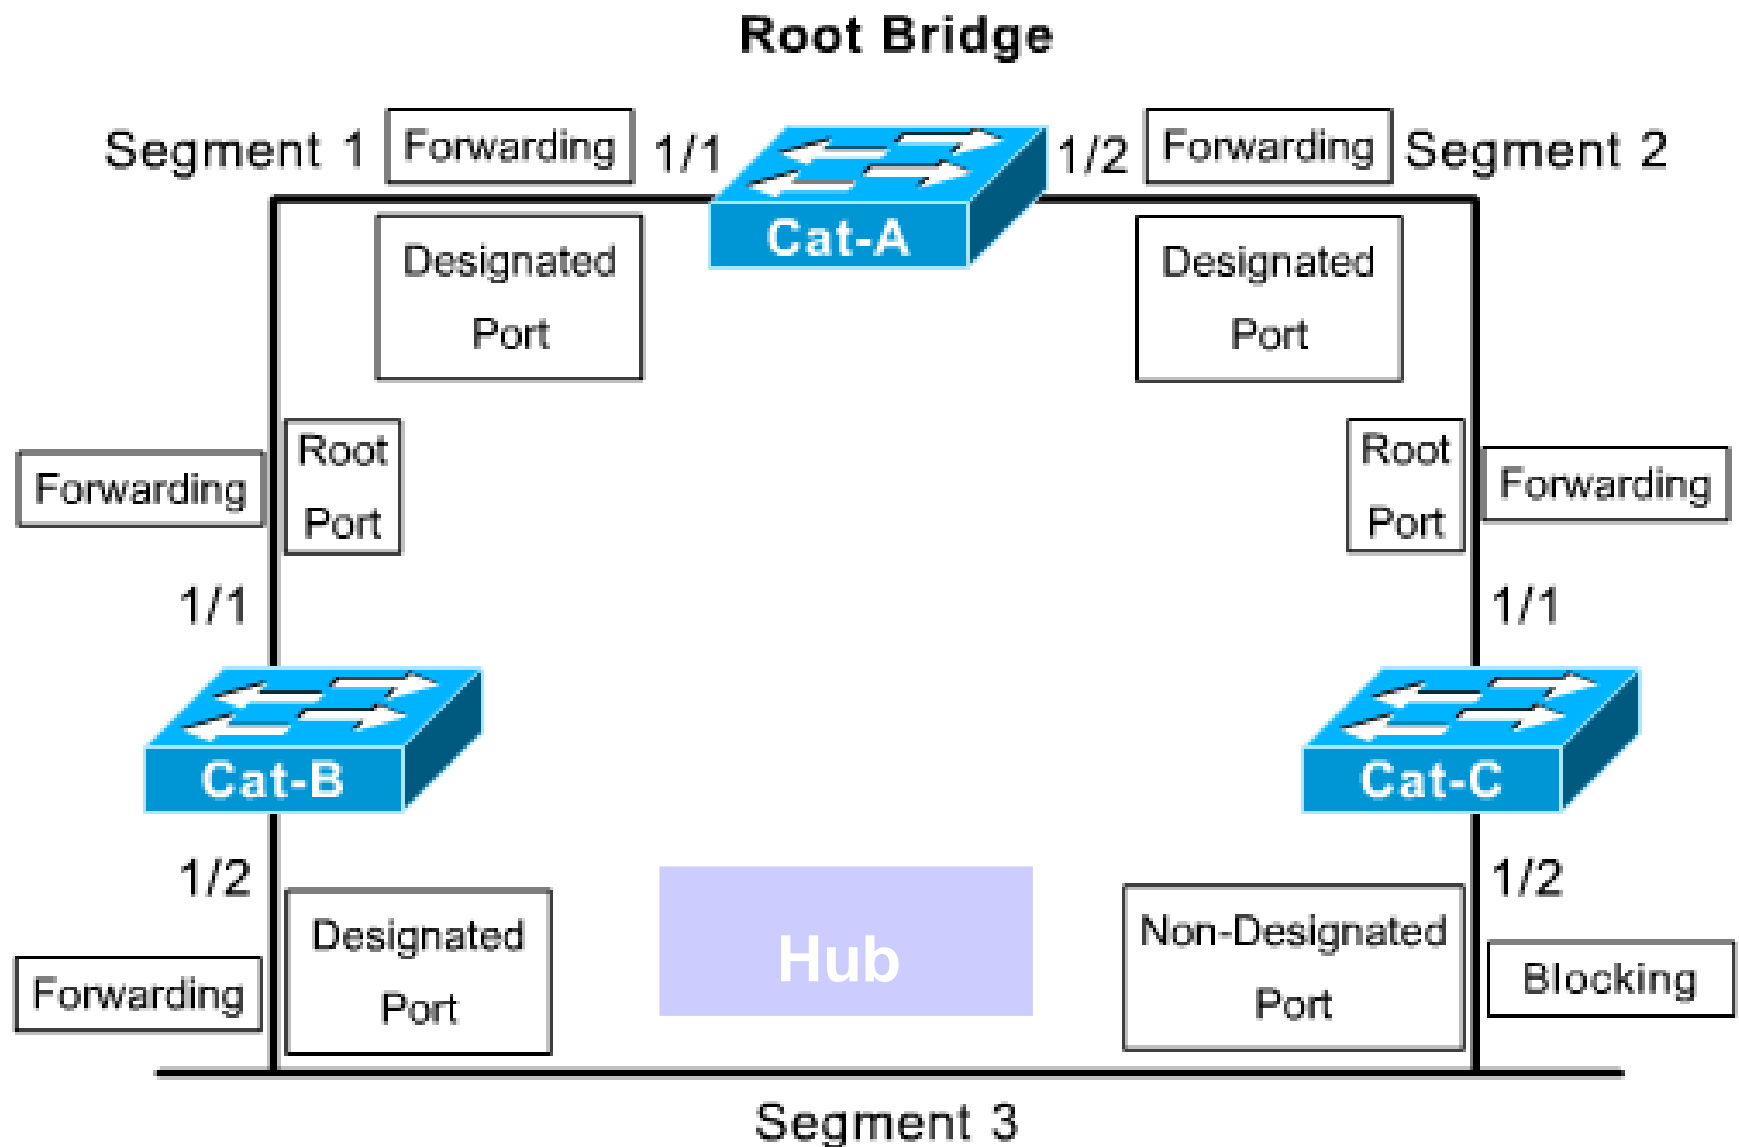 Root Bridge
Segment 1
Forwarding
1/1
1/2
Forwarding
Segment 2
Cat-A
Designated
Port
Designated
Port
Forwarding
Root
Port
Root
Port
Forwarding
1/1
1/1
Cat-B
Cat-C
1/2
1/2
Forwarding
Designated
Port
Hub
Non-Designated
Port
Blocking
Segment 3